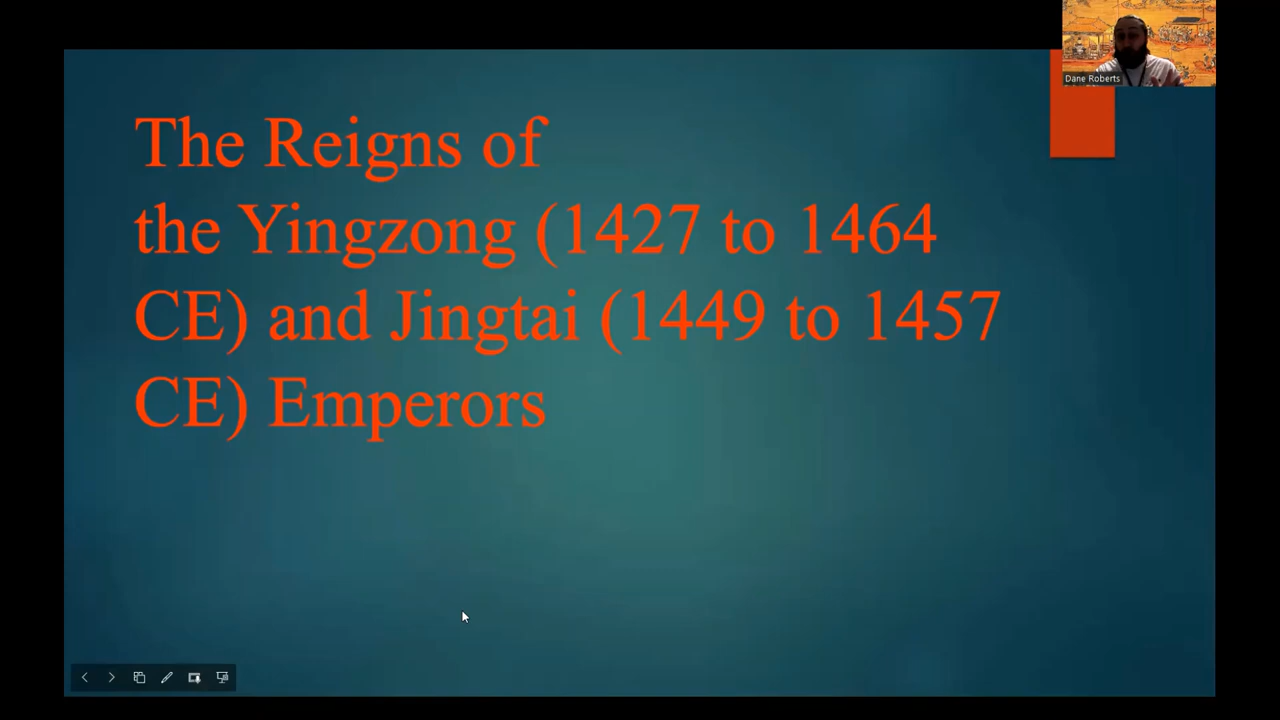 Dane Roberts
The Reigns of
the Yingzong (1427 to 1464
CE) and Jingtai (1449 to 1457
CE) Emperors